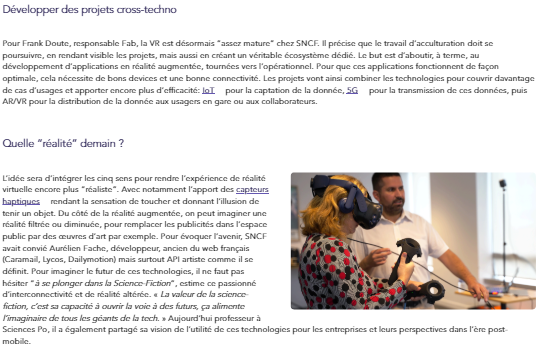 Développer des projets cross-techno
Pour Frank Doute, responsable Fab, la VR est désormais "assez mature" chez SNCF. Il précise que le travail d'acculturation doit se
poursuivre, en rendant visible les projets, mais aussi en créant un véritable écosystème dédié. Le but est d'aboutir, à terme, au
développement d'applications en réalité augmentée, tournées vers l'opérationnel. Pour que ces applications fonctionnent de façon
optimale, cela nécessite de bons devices et une bonne connectivité. Les projets vont ainsi combiner les technologies pour couvrir davantage
de cas d'usages et apporter encore plus d'efficacité: IoT pour la captation de la donnée, 5G pour la transmission de ces données, puis
AR/VR pour la distribution de la donnée aux usagers en gare ou aux collaborateurs.
Quelle "réalité" demain ?
L'idée sera d'intégrer les cinq sens pour rendre l'expérience de réalité
virtuelle encore plus "réaliste". Avec notamment l'apport des capteurs
haptiques rendant la sensation de toucher et donnant l'illusion de
tenir un objet. Du côté de la réalité augmentée, on peut imaginer une
réalité filtrée ou diminuée, pour remplacer les publicités dans l'espace
public par des œuvres d'art par exemple. Pour évoquer l'avenir, SNCF
avait convié Aurélien Fache, développeur, ancien du web français
(Caramail, Lycos, Dailymotion) mais surtout API artiste comme il se
définit. Pour imaginer le futur de ces technologies, il ne faut pas
hésiter "à se plonger dans la Science-Fiction", estime ce passionné
d'interconnectivité et de réalité altérée. « La valeur de la science-
fiction, c'est sa capacité à ouvrir la voie à des futurs, ça alimente
l'imaginaire de tous les géants de la tech. » Aujourd'hui professeur à
Sciences Po, il a également partagé sa vision de l'utilité de ces technologies pour les entreprises et leurs perspectives dans l'ère post-
mobile.